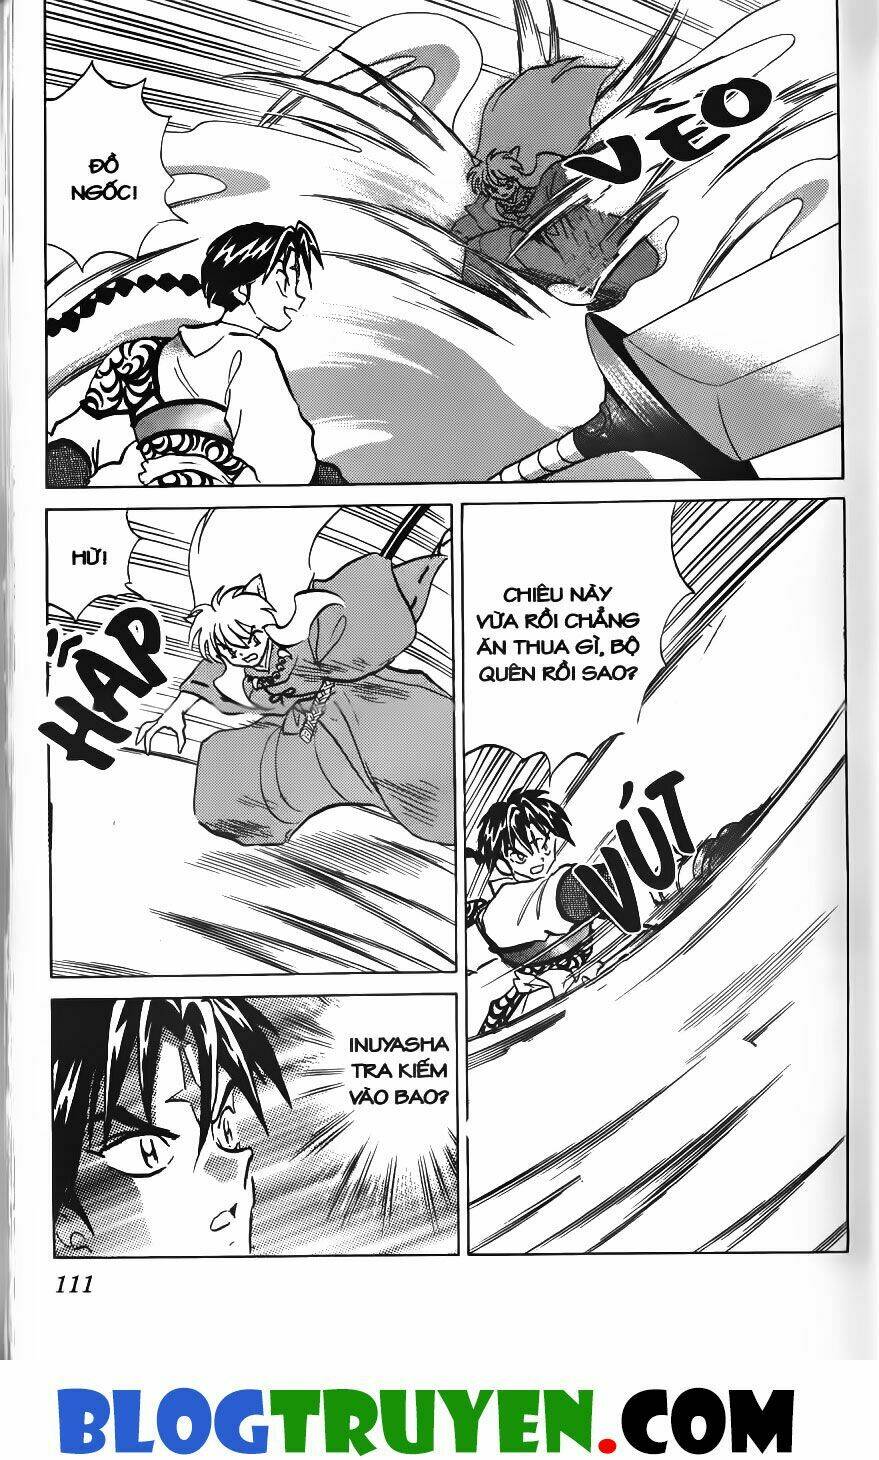 VÈO
ĐỒ
NGỐC!
CHIÊU NÀY
VỪA RỒI CHẲNG
ĂN THUA GÌ, BỘ
QUÊN RỒI SAO?
VÚT
HỪ!
HẤP
INUYASHA
TRA KIẾM
VÀO BAO?
111
BLOGTRUYEN.COM